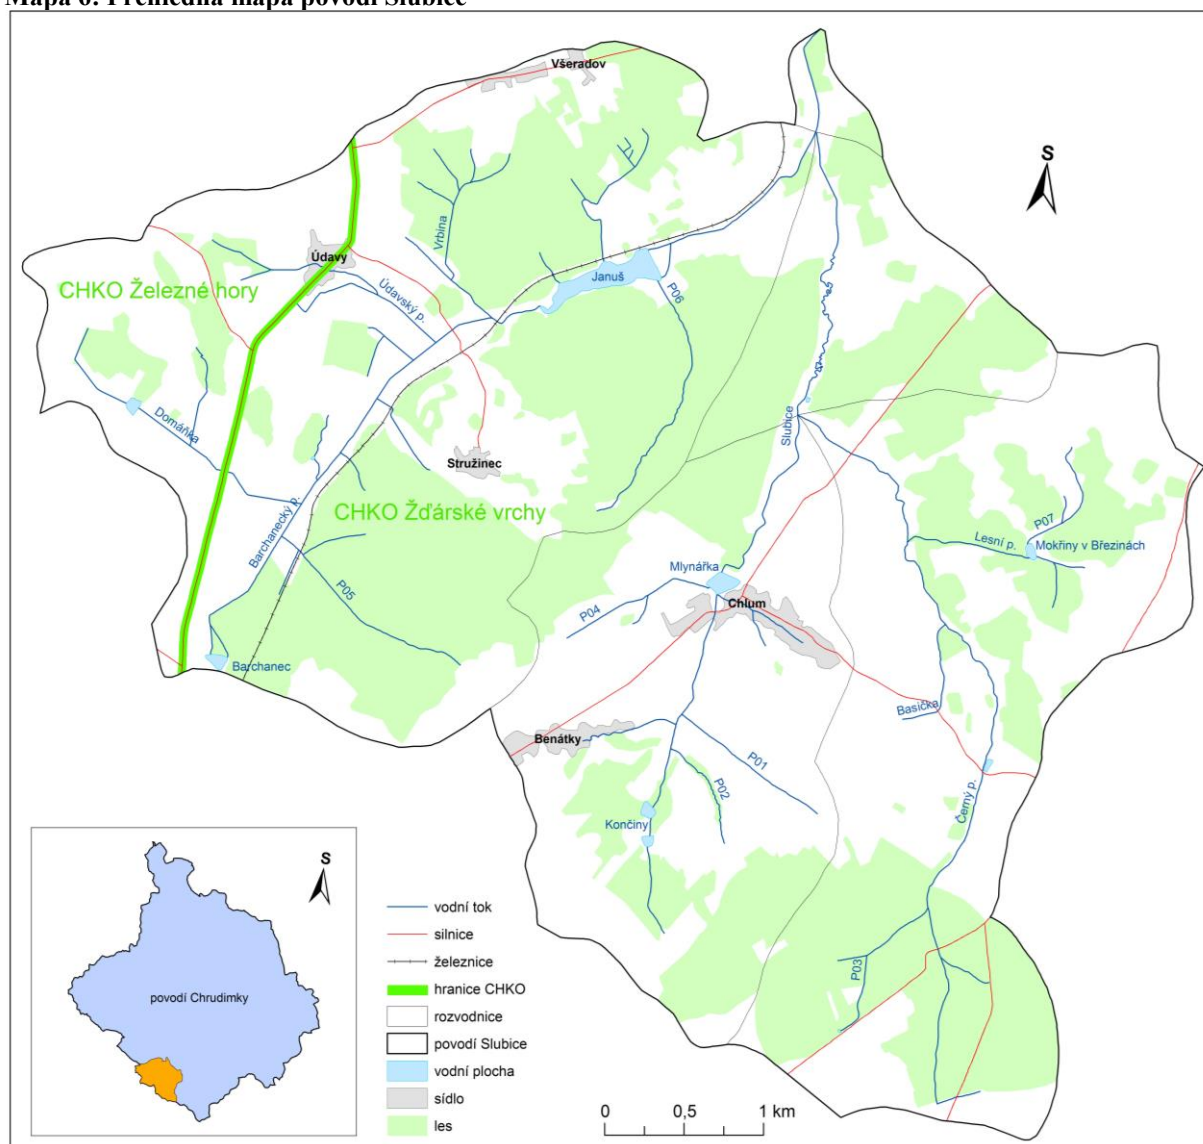 Mapa 6: Přehledná mapa povodí Slubice
Všeradov
S
Vrbina
Údavy
Januš
CHKO Železné hory
Údavský p.
P06
Domáňka
Slubice
Stružinec
CHKO Žďárské vrchy
Barchanecký p.
P07
Lesní p.
Mokřiny v Březinách
Mlynářka
P05
P04
Chlum
Barchanec
Basička
Benátky
P01
P02
Černý p.
Končiny
P03
S
povodí Chrudimky
vodní tok
silnice
železnice
hranice CHKO
rozvodnice
povodí Slubice
vodní plocha
sídlo
les
0 0,5 1 km